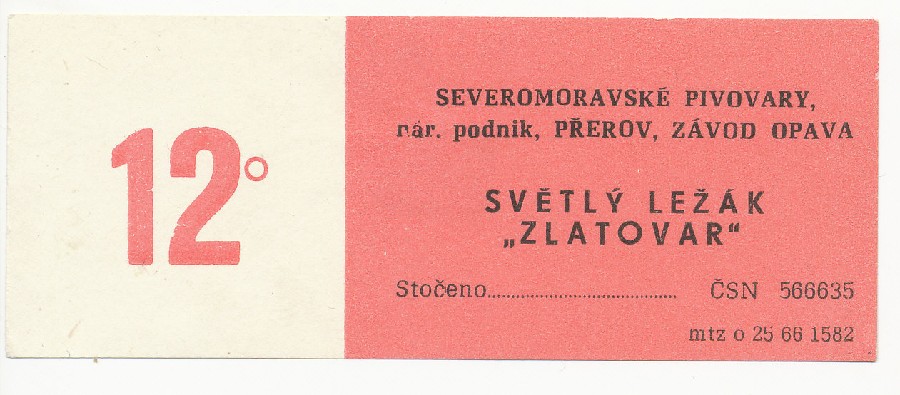 12°
SEVEROMORAVSKÉ PIVOVARY,
nár. podnik, PŘEROV, ZÁVOD OPAVA
SVĚTLÝ LEŽÁK
„ZLATOVAR“
Stočeno........................................ ČSN 566635
mtz o 25 66 1582